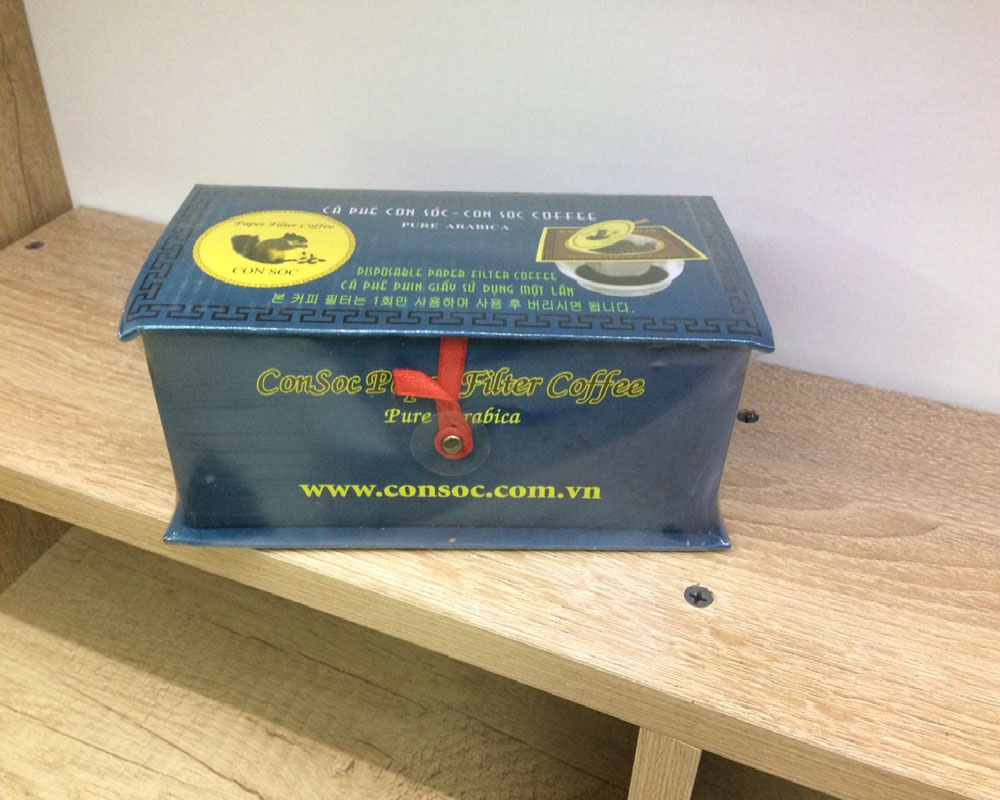 CÀ PHÊ CON SÓC - CON SOC COFFEE
PURE ARABICA
Paper Filter Coffee
CON SOC
DISPOSABLE PAPER FILTER COFFEE
CÀ PHÊ PHIN GIẤY SỬ DỤNG MỘT LẦN
본 커피 필터는 1회만 사용하며 사용 후 버리시면 됩니다.
ConSoc Filter Coffee
Pure
www.consoc.com.vn